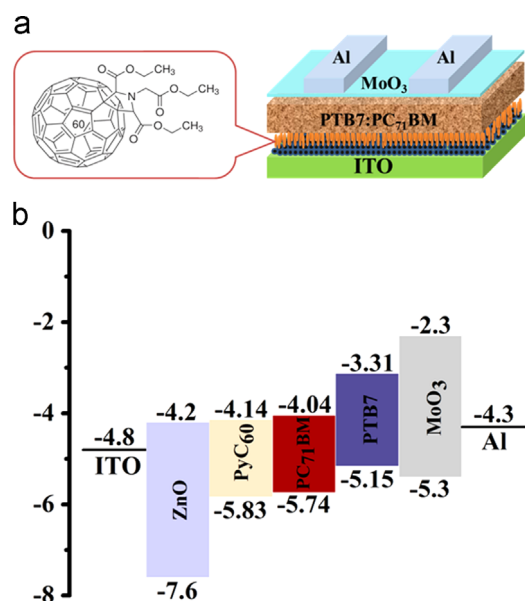 a
O
O
CH₃
N
O
O
CH₃
O
O
CH₃
60
Al
Al
MoO₃
PTB7:PC₇₁BM
ITO
b
0
-2
-4
-6
-8
-4.8
ITO
-4.2
ZnO
-7.6
-4.14
PyC₆₀
-5.83
-4.04
PC₇₁BM
-5.74
-3.31
PTB7
-5.15
-2.3
MoO₃
-5.3
-4.3
Al